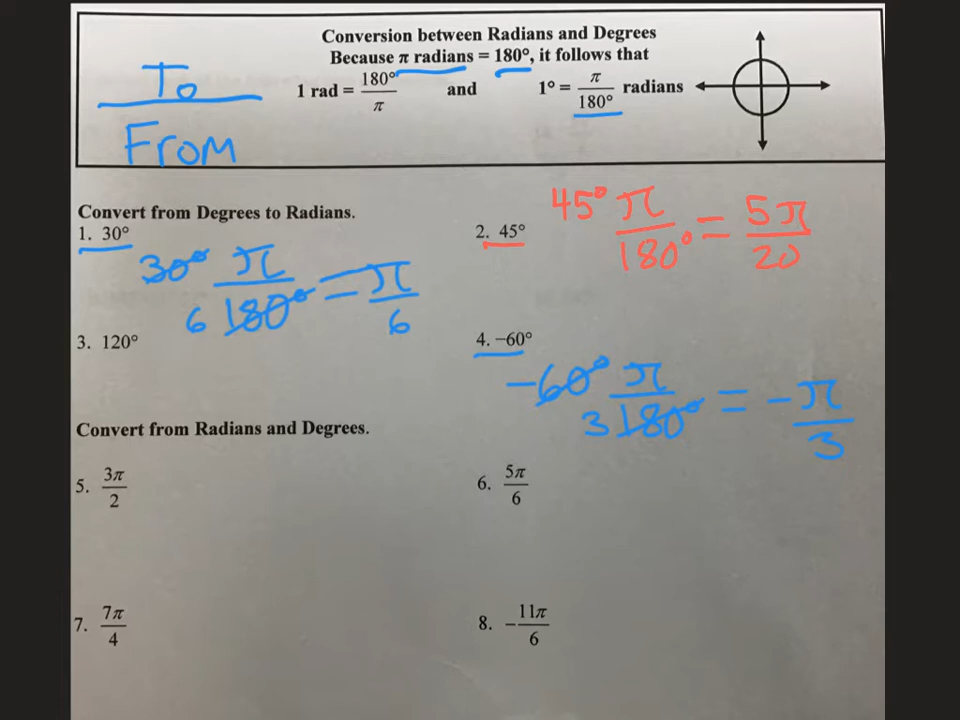 Conversion between Radians and Degrees
Because π radians = 180°, it follows that
To
From
1 rad = 180°/π and 1° = π/180° radians
Convert from Degrees to Radians.
1. 30°
30° π/180° = π/6
6
2. 45°
45° π/180° = 5π/20
3. 120°
4. −60°
−60° π/180° = −π/3
3
Convert from Radians and Degrees.
5. 3π/2
6. 5π/6
7. 7π/4
8. −11π/6